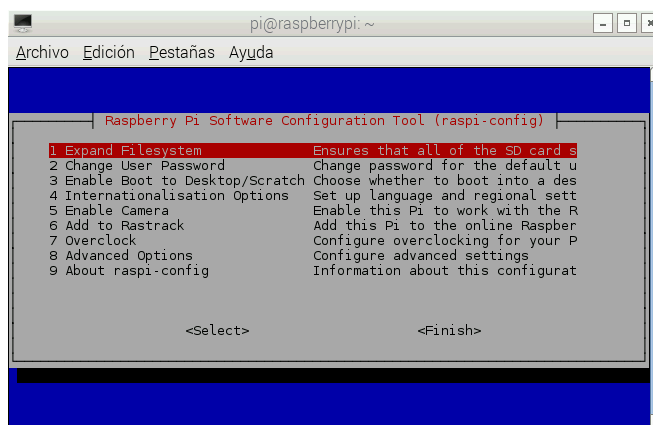 pi@raspberrypi: ~
Archivo Edición Pestañas Ayuda
Raspberry Pi Software Configuration Tool (raspi-config)
1 Expand Filesystem Ensures that all of the SD card s
2 Change User Password Change password for the default u
3 Enable Boot to Desktop/Scratch Choose whether to boot into a des
4 Internationalisation Options Set up language and regional sett
5 Enable Camera Enable this Pi to work with the R
6 Add to Rastrack Add this Pi to the online Raspber
7 Overclock Configure overclocking for your P
8 Advanced Options Configure advanced settings
9 About raspi-config Information about this configurat
<Select> <Finish>